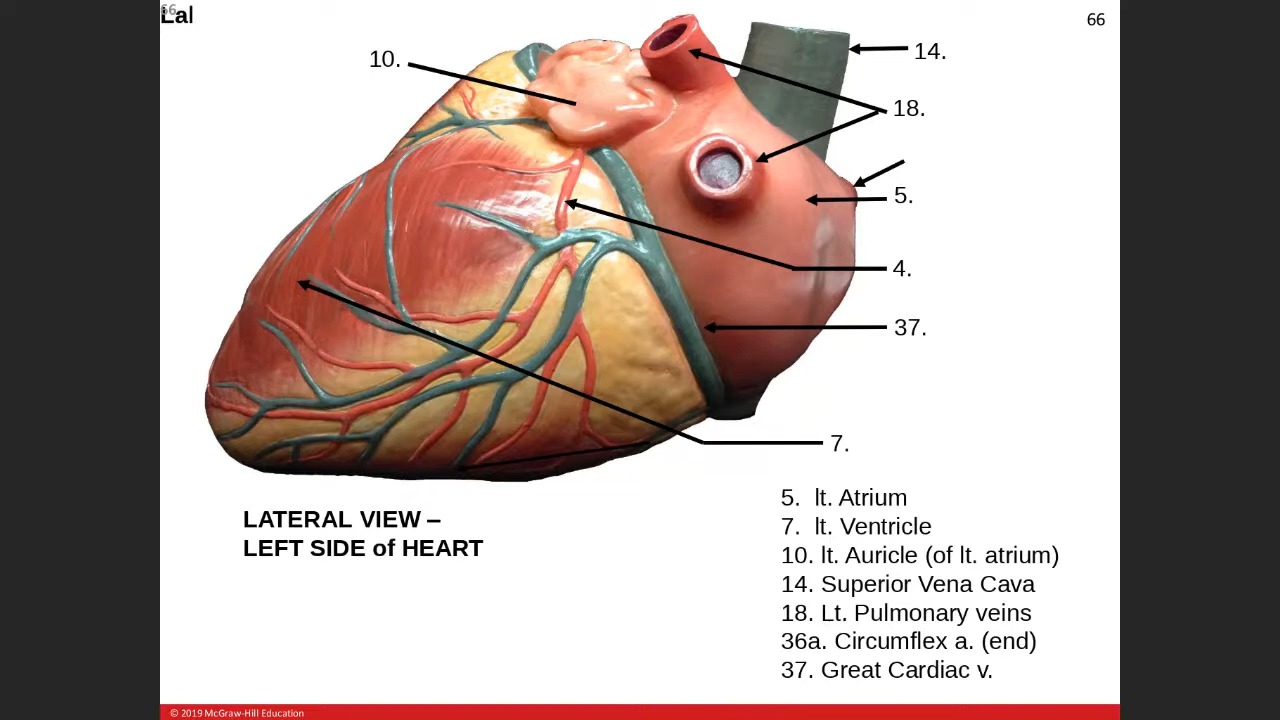 66
Lal
66
10.
14.
18.
5.
4.
37.
7.
LATERAL VIEW –
LEFT SIDE of HEART
5.  lt. Atrium
7.  lt. Ventricle
10. lt. Auricle (of lt. atrium)
14. Superior Vena Cava
18. Lt. Pulmonary veins
36a. Circumflex a. (end)
37. Great Cardiac v.
© 2019 McGraw-Hill Education